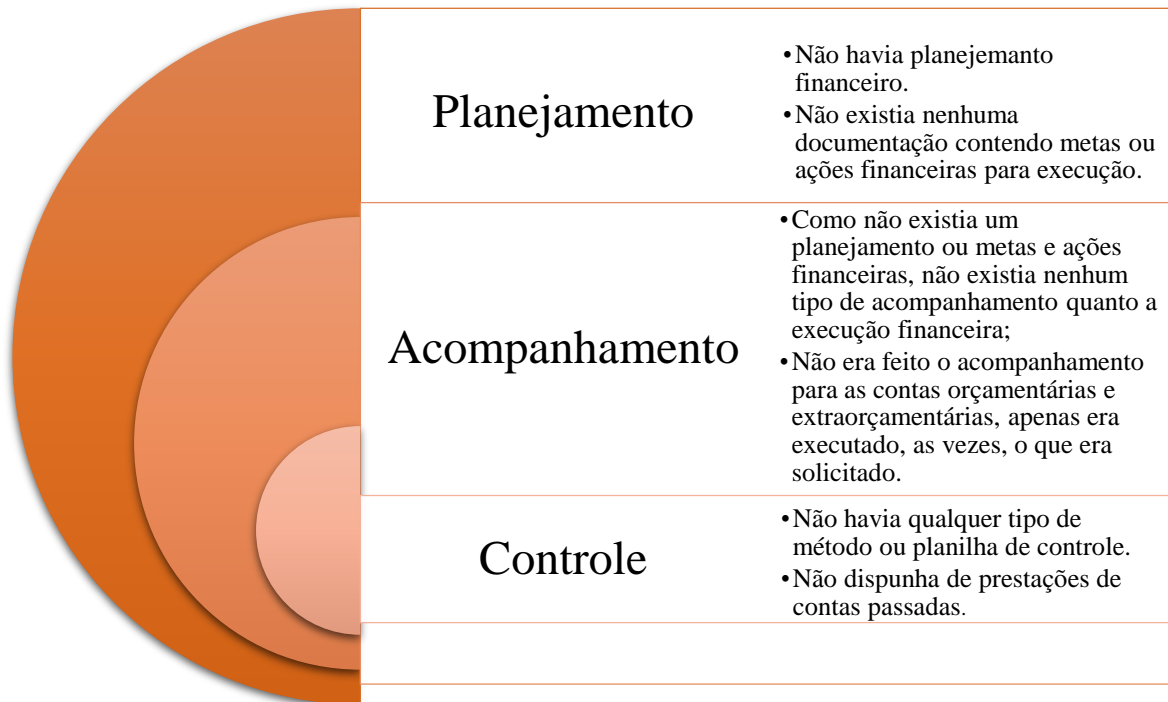 Planejamento
•Não havia planejemanto
financeiro.
•Não existia nenhuma
documentação contendo metas ou
ações financeiras para execução.
Acompanhamento
•Como não existia um
planejamento ou metas e ações
financeiras, não existia nenhum
tipo de acompanhamento quanto a
execução financeira;
•Não era feito o acompanhamento
para as contas orçamentárias e
extraorçamentárias, apenas era
executado, as vezes, o que era
solicitado.
Controle
•Não havia qualquer tipo de
método ou planilha de controle.
•Não dispunha de prestações de
contas passadas.